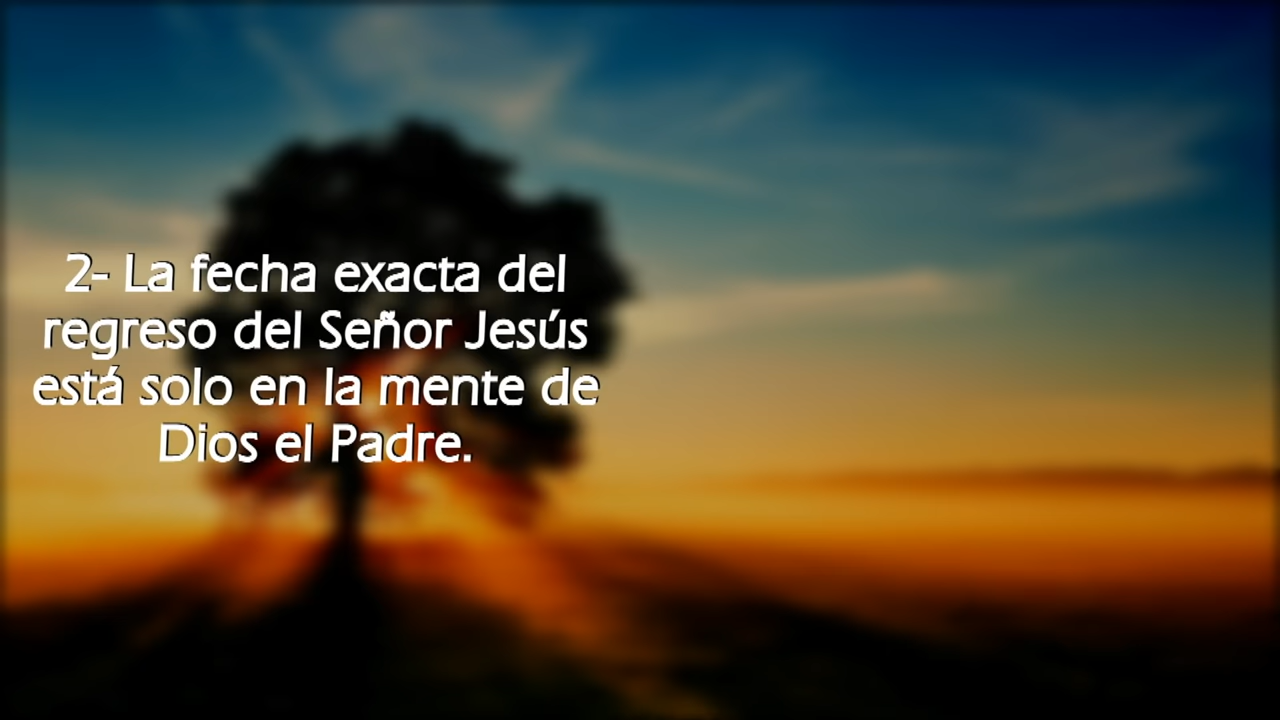 2- La fecha exacta del
regreso del Señor Jesús
está solo en la mente de
Dios el Padre.